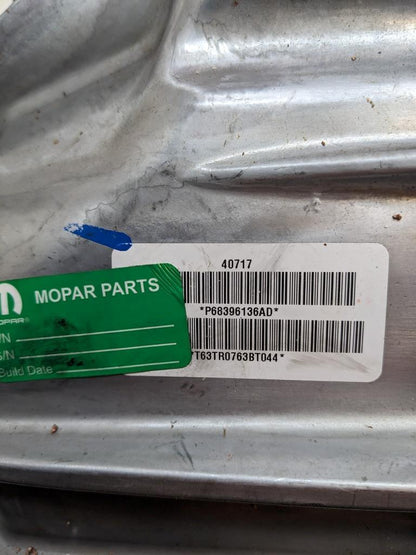 40717
*P68396136AD*
T63TR0763BT044*
MOPAR PARTS
Build Date